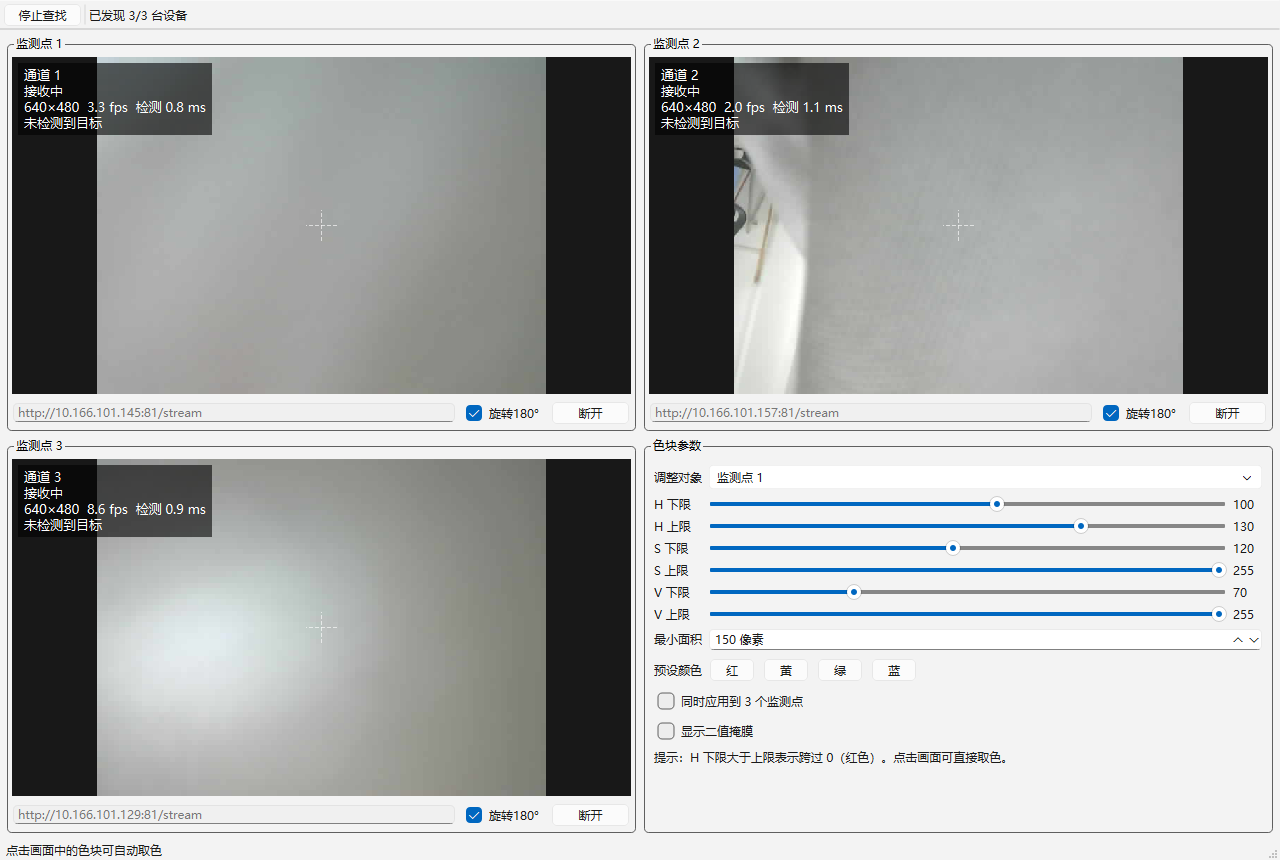 停止查找 已发现 3/3 台设备
监测点 1
通道 1
接收中
640×480 3.3 fps 检测 0.8 ms
未检测到目标
http://10.166.101.145:81/stream 旋转180° 断开
监测点 2
通道 2
接收中
640×480 2.0 fps 检测 1.1 ms
未检测到目标
http://10.166.101.157:81/stream 旋转180° 断开
监测点 3
通道 3
接收中
640×480 8.6 fps 检测 0.9 ms
未检测到目标
http://10.166.101.129:81/stream 旋转180° 断开
色块参数
调整对象 监测点 1
H 下限 100
H 上限 130
S 下限 120
S 上限 255
V 下限 70
V 上限 255
最小面积 150 像素
预设颜色 红 黄 绿 蓝
同时应用到 3 个监测点
显示二值掩膜
提示：H 下限大于上限表示跨过 0（红色）。点击画面可直接取色。
点击画面中的色块可自动取色